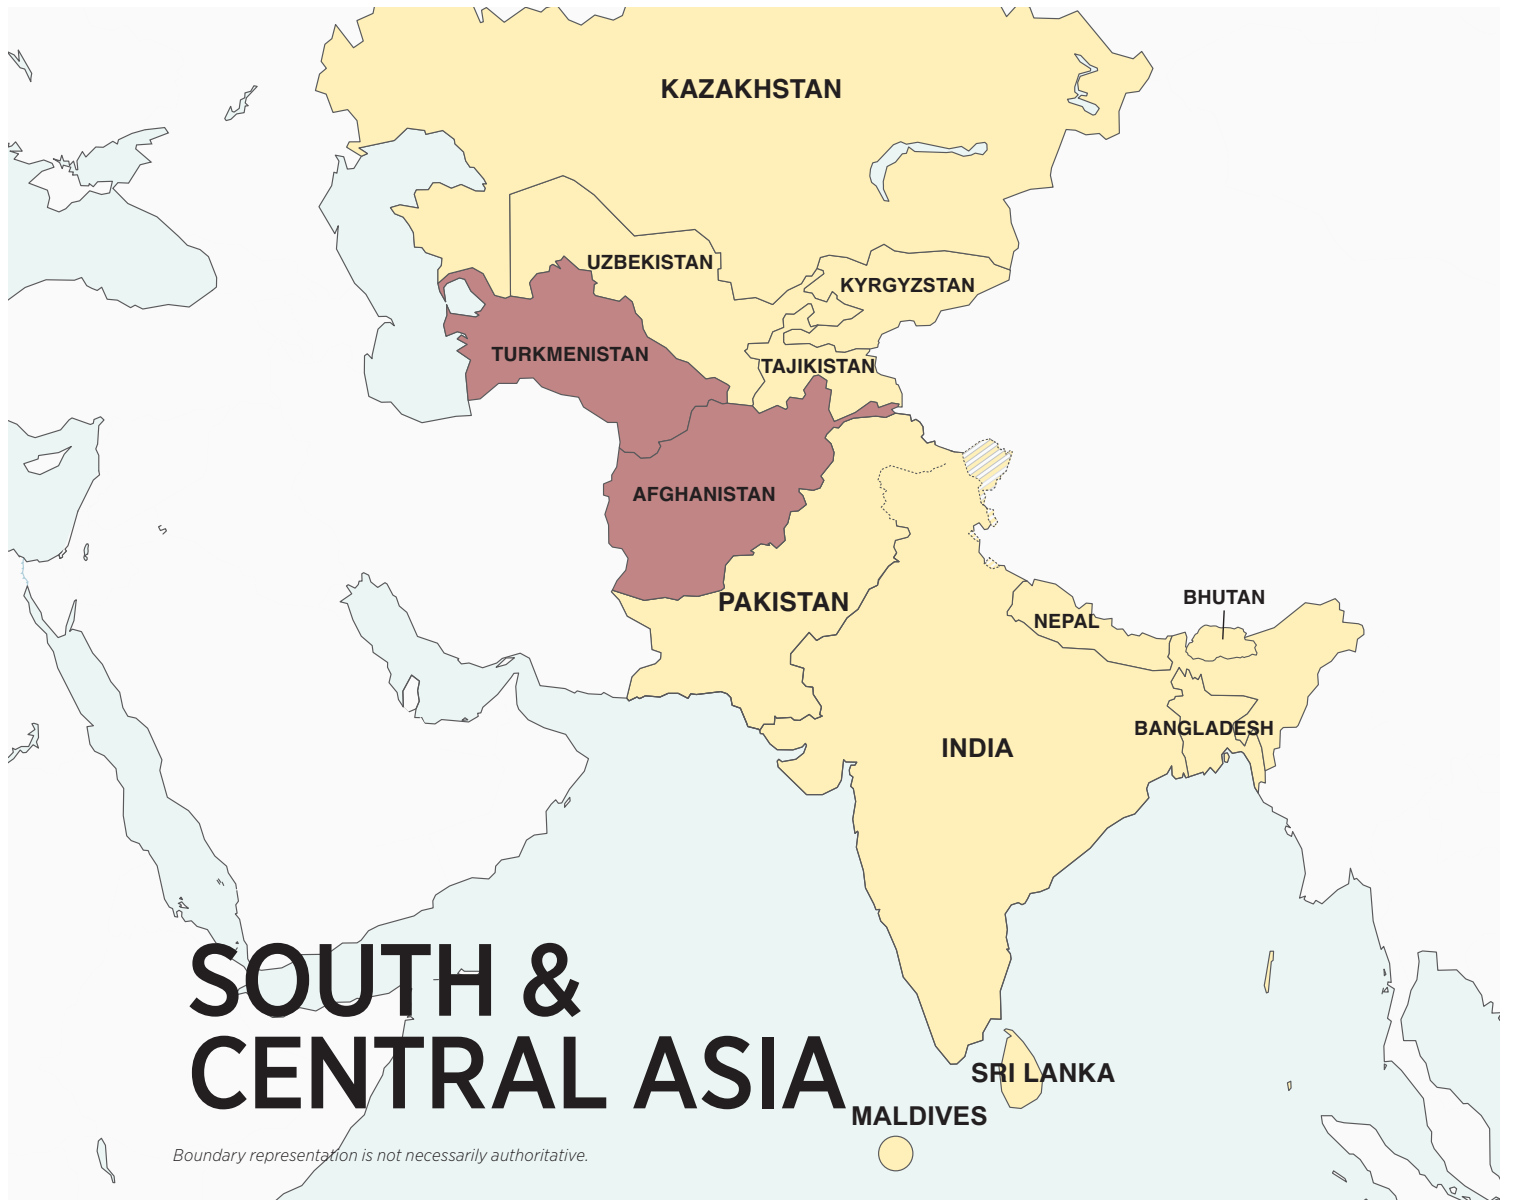 KAZAKHSTAN
UZBEKISTAN
KYRGYZSTAN
TURKMENISTAN
TAJIKISTAN
AFGHANISTAN
PAKISTAN
BHUTAN
NEPAL
BANGLADESH
INDIA
SOUTH &
CENTRAL ASIA
SRI LANKA
MALDIVES
Boundary representation is not necessarily authoritative.